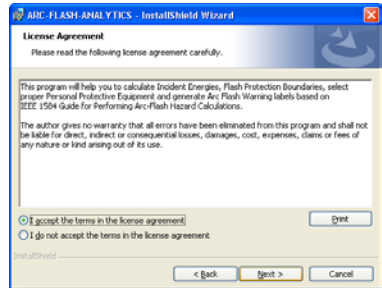 ARC-FLASH-ANALYTICS - InstallShield Wizard
License Agreement
Please read the following license agreement carefully.
This program will help you to calculate Incident Energies, Flash Protection Boundaries, select
proper Personal Protective Equipment and generate Arc Flash Warning labels based on
IEEE 1584 Guide for Performing Arc-Flash Hazard Calculations.
The author gives no warranty that all errors have been eliminated from this program and shall not
be liable for direct, indirect or consequential losses, damages, cost, expenses, claims or fees of
any nature or kind arising out of its use.
I accept the terms in the license agreement
Print
I do not accept the terms in the license agreement
InstallShield
< Back
Next >
Cancel